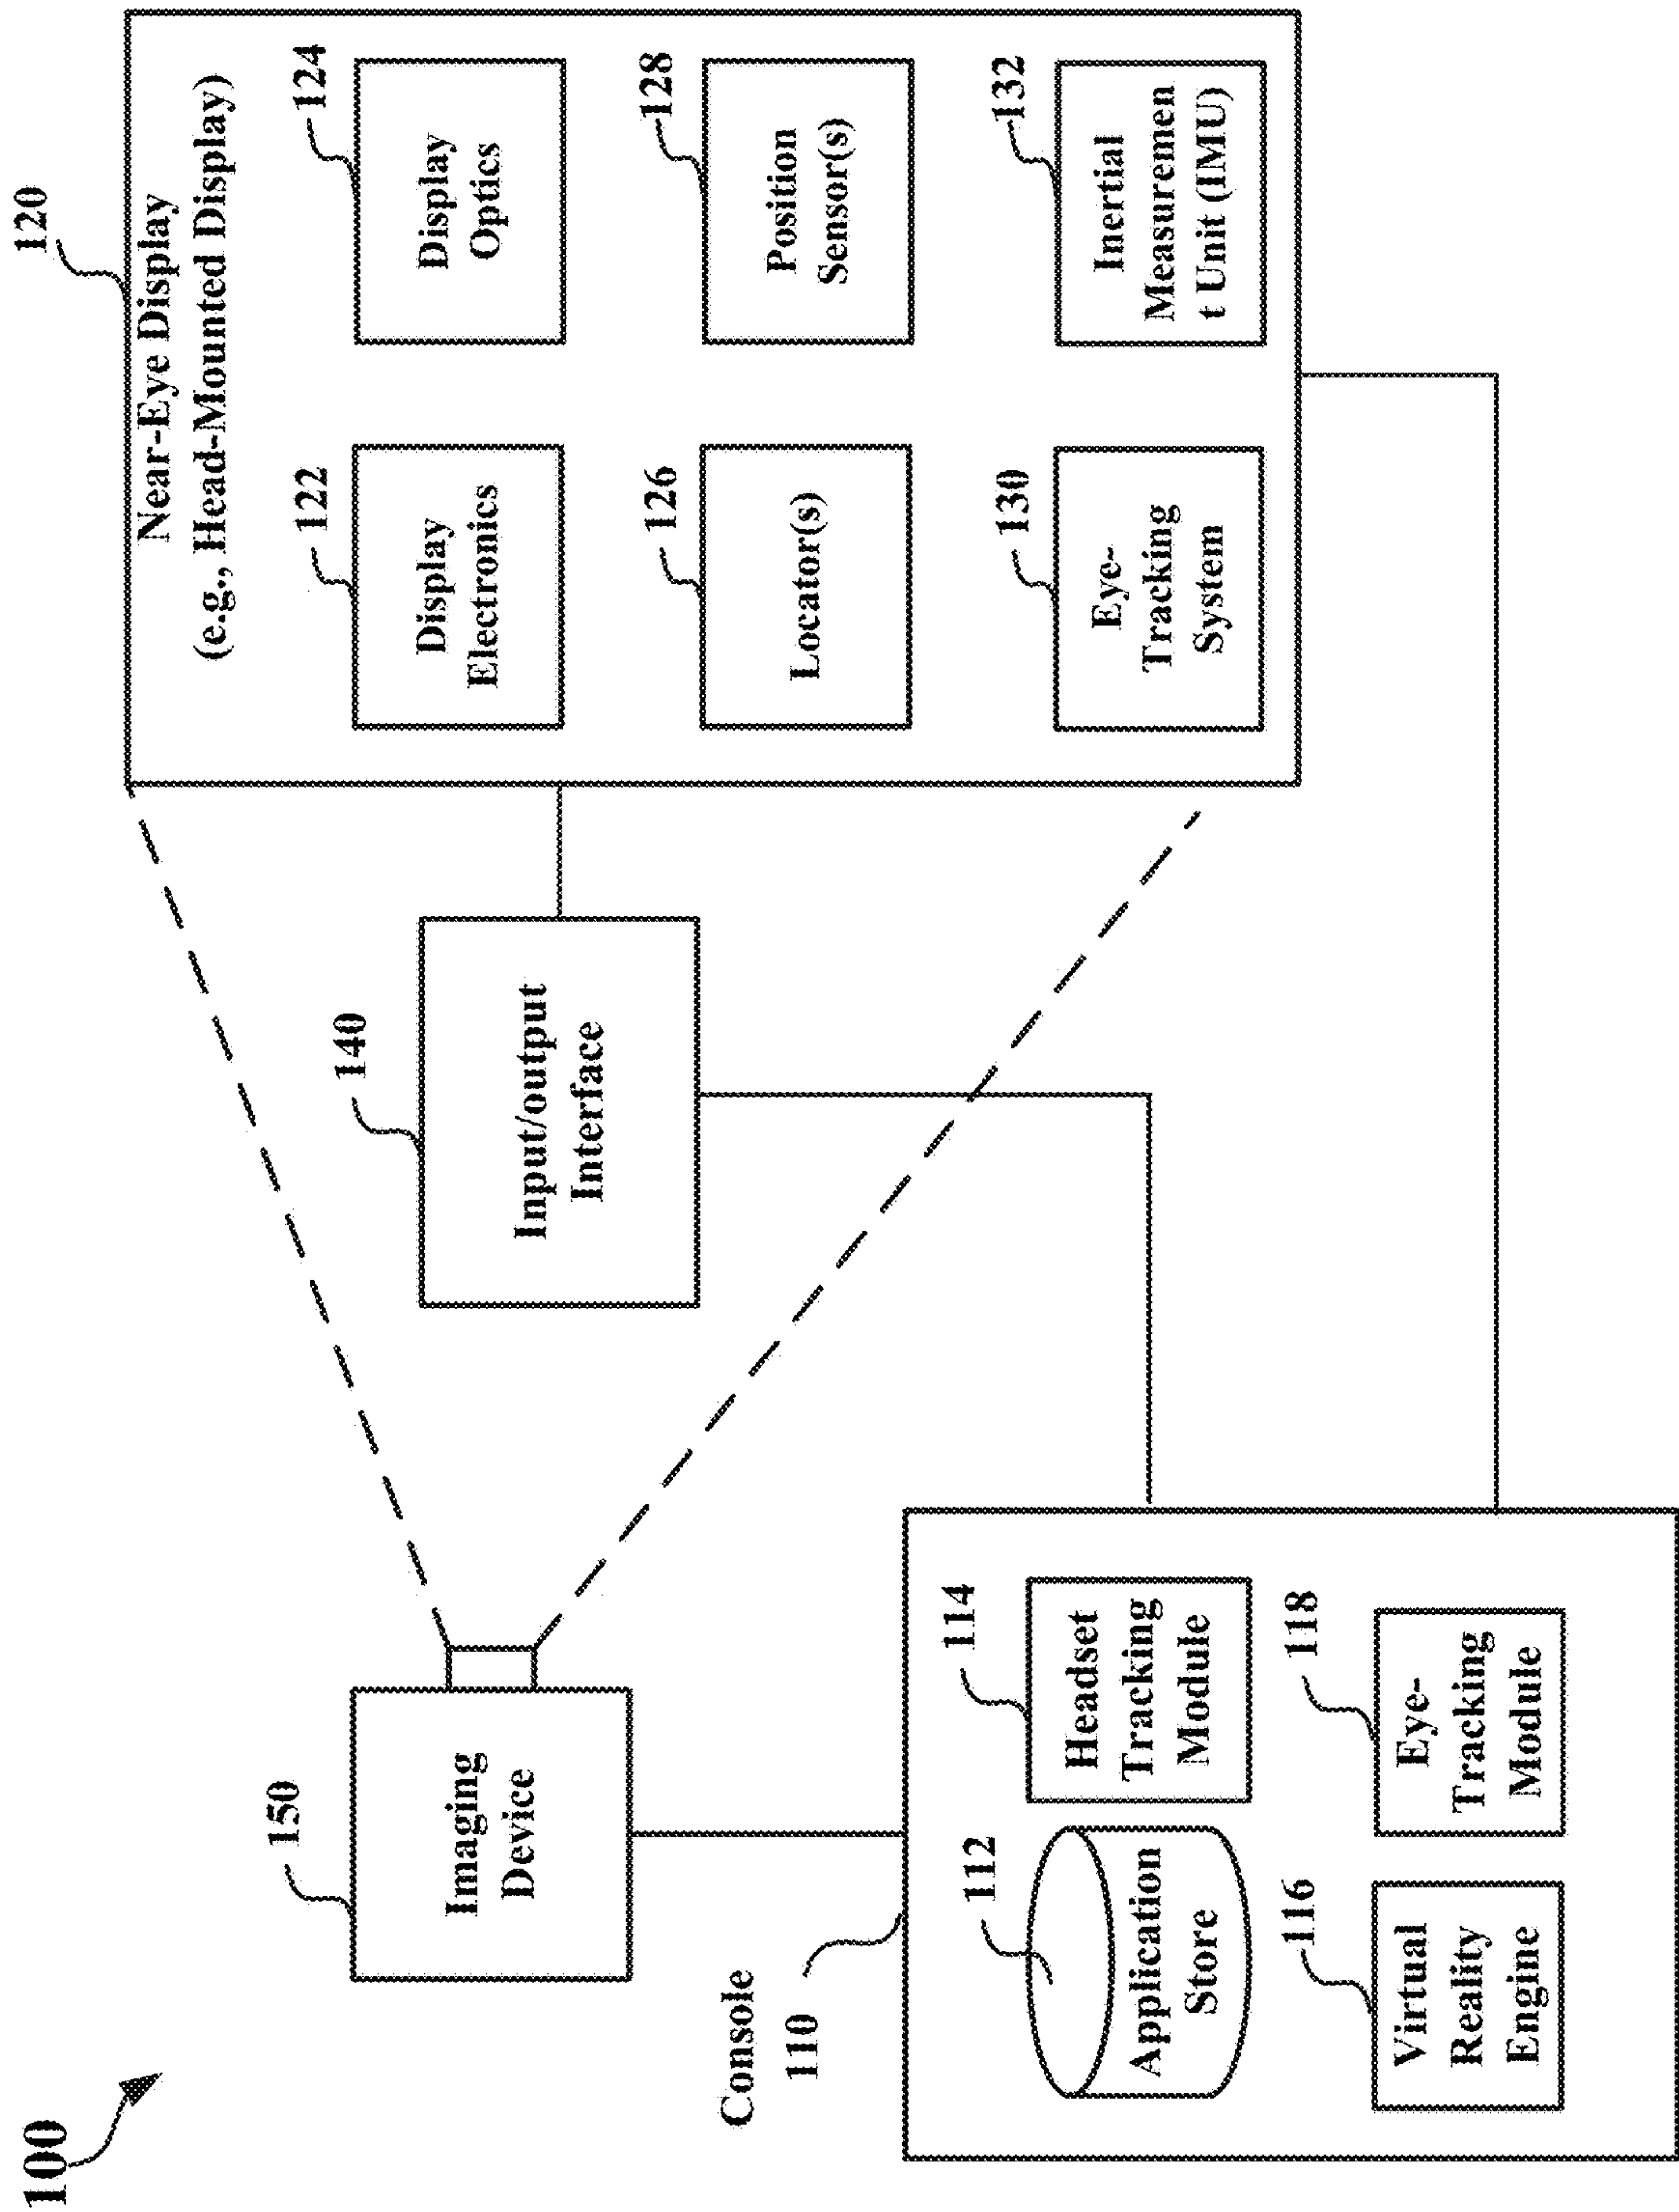 100
120
Near-Eye Display
(e.g., Head-Mounted Display)
122
Display
Electronics
124
Display
Optics
126
Locator(s)
128
Position
Sensor(s)
130
Eye-
Tracking
System
132
Inertial
Measuremen
t Unit (IMU)
140
Input/output
Interface
150
Imaging
Device
Console
110
112
Application
Store
114
Headset
Tracking
Module
116
Virtual
Reality
Engine
118
Eye-
Tracking
Module